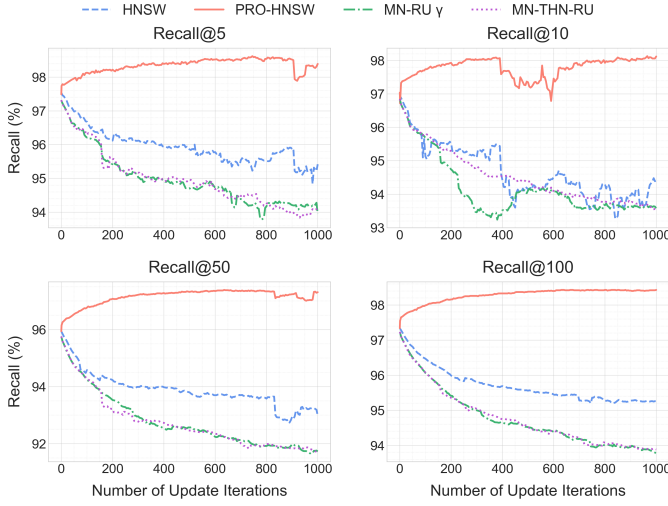 HNSW PRO-HNSW MN-RU γ MN-THN-RU
Recall@5 Recall@10
Recall (%)
98
97
96
95
94
98
97
96
95
94
93
0 200 400 600 800 1000 0 200 400 600 800 1000
Recall@50 Recall@100
Recall (%)
96
94
92
98
97
96
95
94
0 200 400 600 800 1000 0 200 400 600 800 1000
Number of Update Iterations Number of Update Iterations